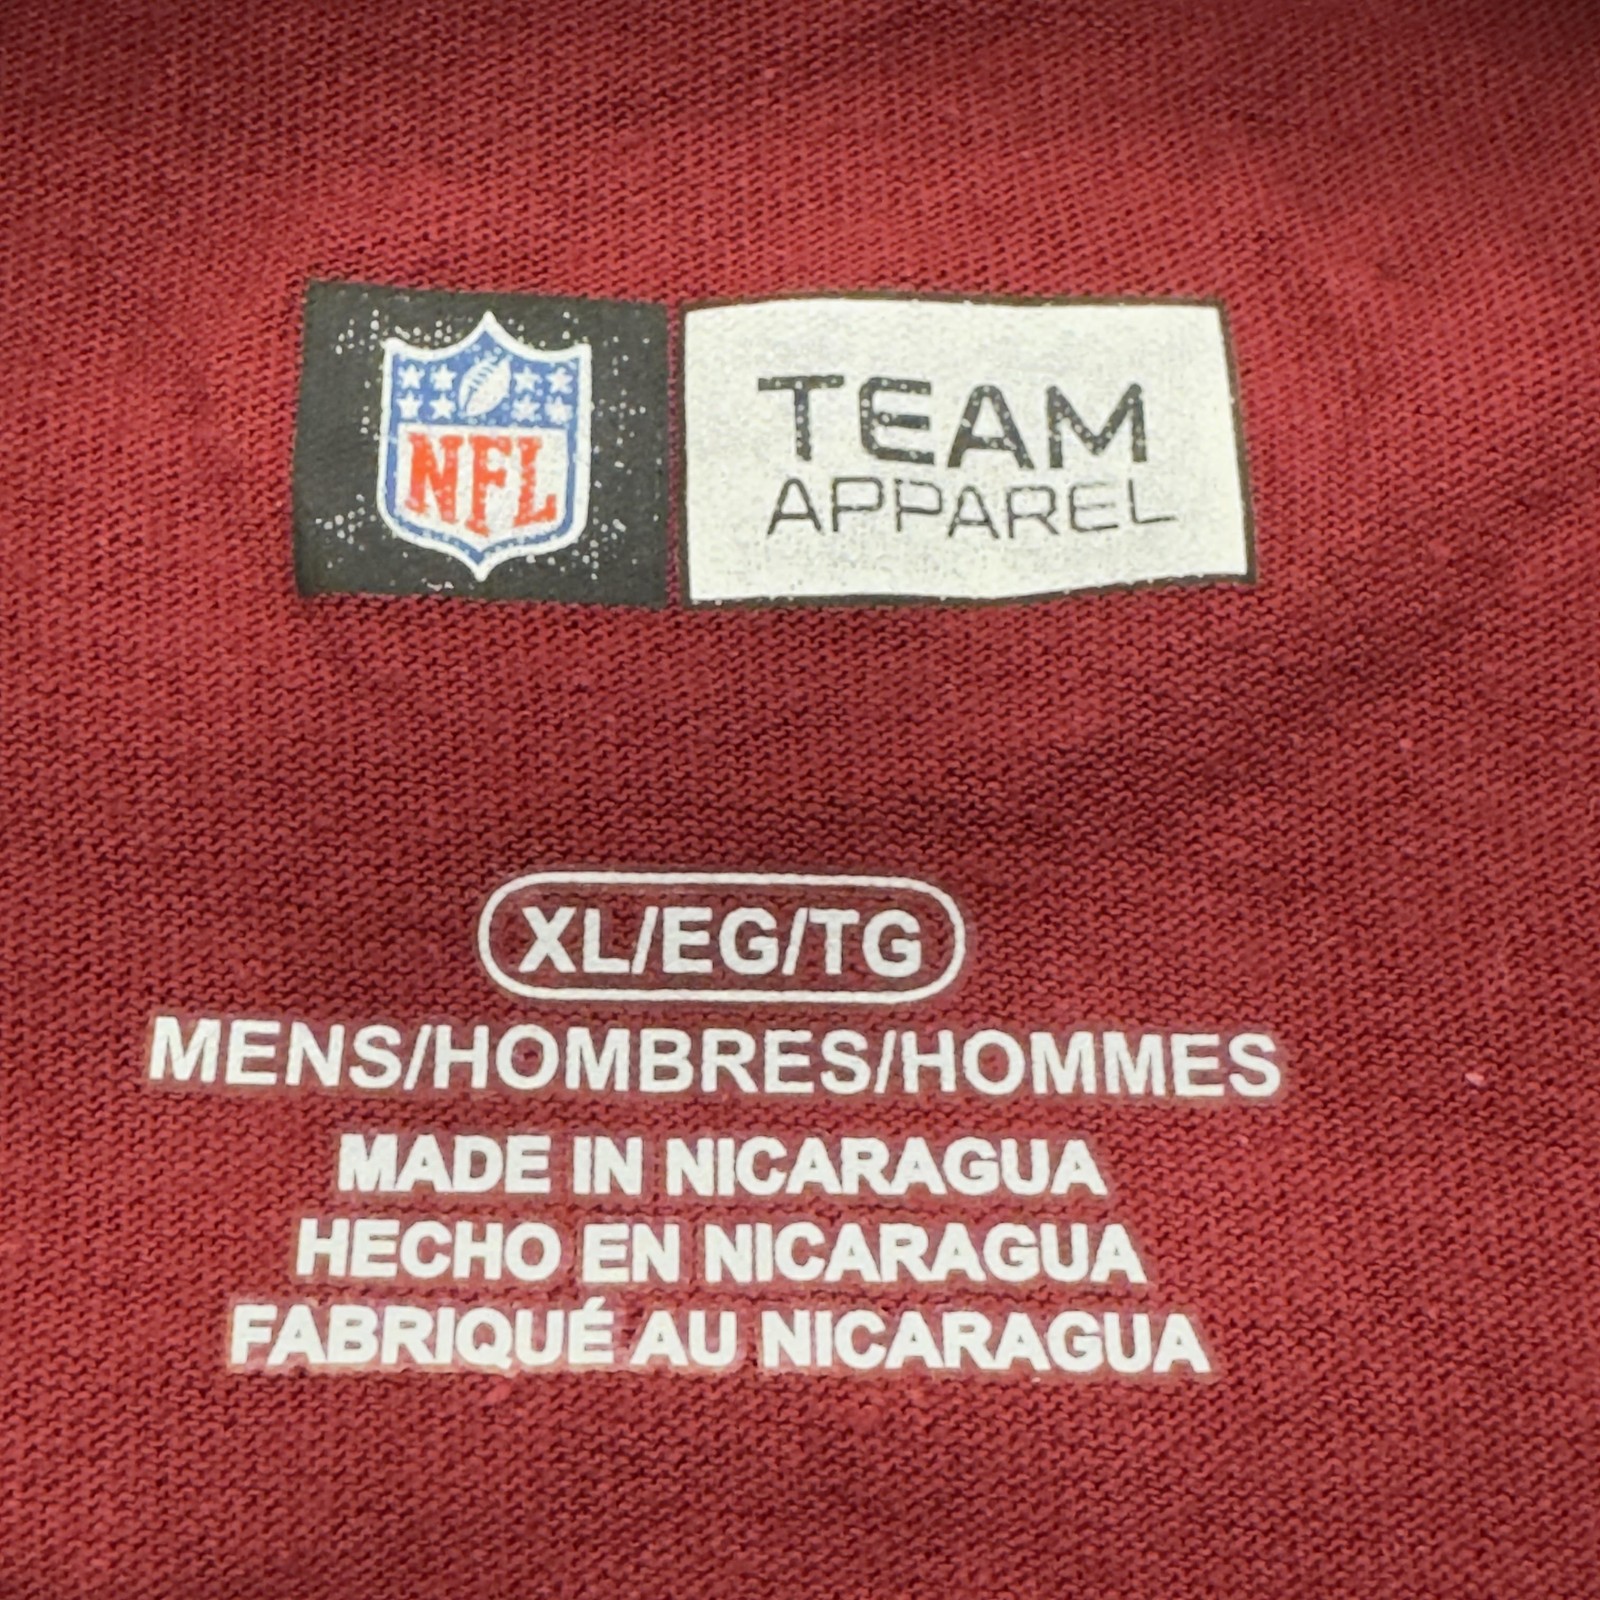 NFL
TEAM
APPAREL
XL/EG/TG
MENS/HOMBRES/HOMMES
MADE IN NICARAGUA
HECHO EN NICARAGUA
FABRIQUÉ AU NICARAGUA